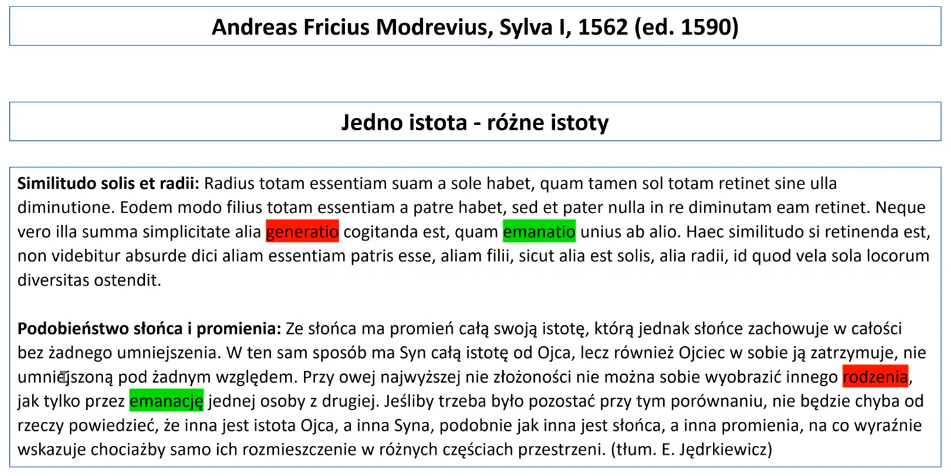 Andreas Fricius Modrevius, Sylva I, 1562 (ed. 1590)
Jedno istota - różne istoty
Similitudo solis et radii: Radius totam essentiam suam a sole habet, quam tamen sol totam retinet sine ulla
diminutione. Eodem modo filius totam essentiam a patre habet, sed et pater nulla in re diminutam eam retinet. Neque
vero illa summa simplicitate alia generatio cogitanda est, quam emanatio unius ab alio. Haec similitudo si retinenda est,
non videbitur absurde dici aliam essentiam patris esse, aliam filii, sicut alia est solis, alia radii, id quod vela sola locorum
diversitas ostendit.
Podobieństwo słońca i promienia: Ze słońca ma promień całą swoją istotę, którą jednak słońce zachowuje w całości
bez żadnego umniejszenia. W ten sam sposób ma Syn całą istotę od Ojca, lecz również Ojciec w sobie ją zatrzymuje, nie
umniejszoną pod żadnym względem. Przy owej najwyższej nie złożoności nie można sobie wyobrazić innego rodzenia,
jak tylko przez emanację jednej osoby z drugiej. Jeśliby trzeba było pozostać przy tym porównaniu, nie będzie chyba od
rzeczy powiedzieć, że inna jest istota Ojca, a inna Syna, podobnie jak inna jest słońca, a inna promienia, na co wyraźnie
wskazuje chociażby samo ich rozmieszczenie w różnych częściach przestrzeni. (tłum. E. Jędrkiewicz)